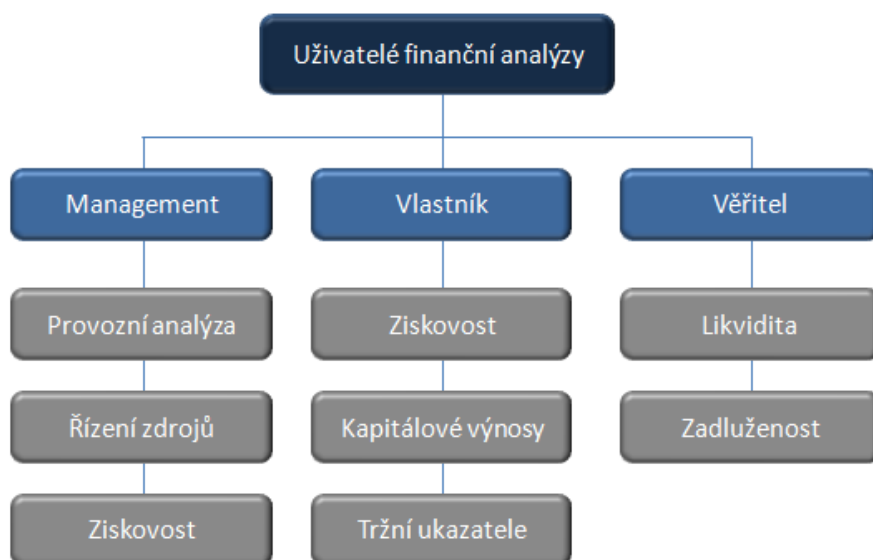 Uživatelé finanční analýzy
Management
Vlastník
Věřitel
Provozní analýza
Ziskovost
Likvidita
Řízení zdrojů
Kapitálové výnosy
Zadluženost
Ziskovost
Tržní ukazatele